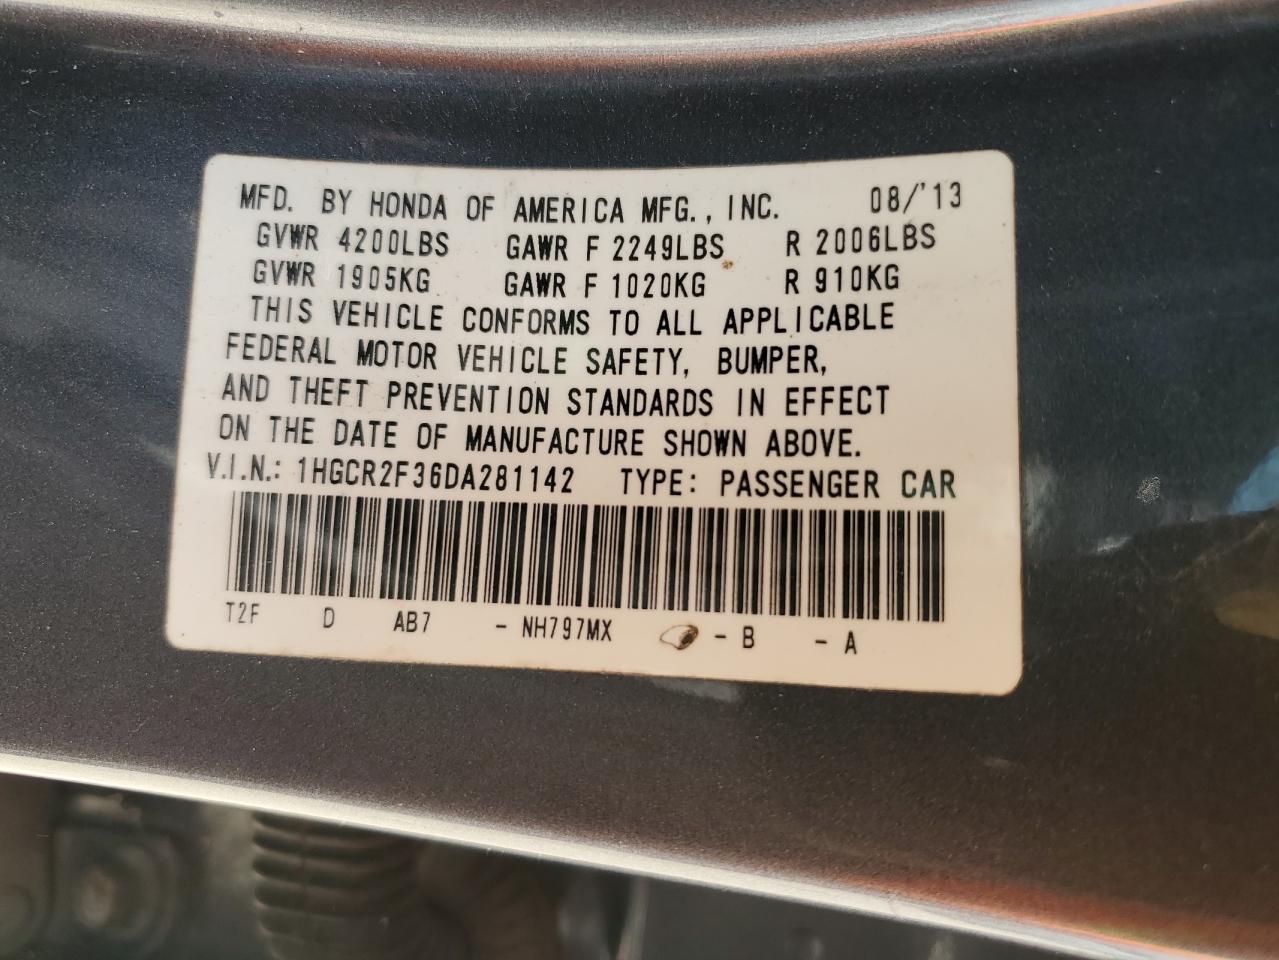 MFD. BY HONDA OF AMERICA MFG., INC. 08/'13
GVWR 4200LBS GAWR F 2249LBS R 2006LBS
GVWR 1905KG GAWR F 1020KG R 910KG
THIS VEHICLE CONFORMS TO ALL APPLICABLE
FEDERAL MOTOR VEHICLE SAFETY, BUMPER,
AND THEFT PREVENTION STANDARDS IN EFFECT
ON THE DATE OF MANUFACTURE SHOWN ABOVE.
V.I.N.: 1HGCR2F36DA281142 TYPE: PASSENGER CAR
T2F D AB7 - NH797MX - B - A